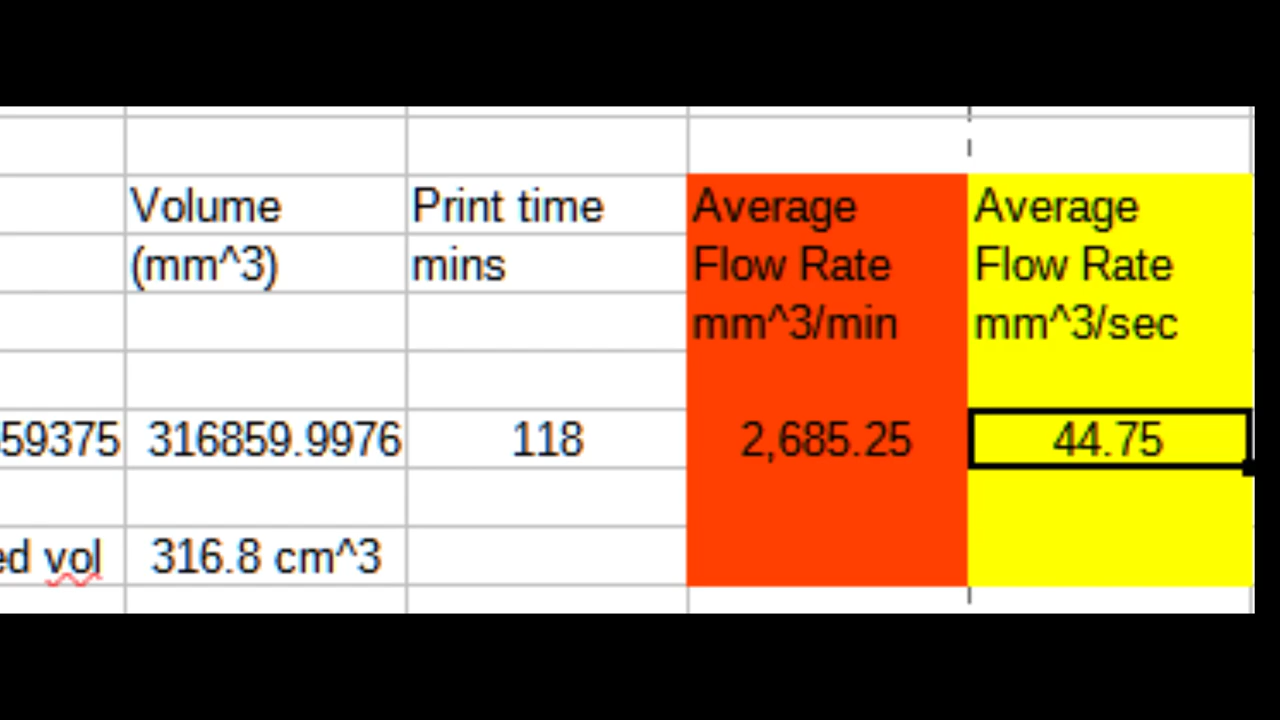 Volume Print time Average Average
(mm^3) mins Flow Rate Flow Rate
mm^3/min mm^3/sec
59375 316859.9976 118 2,685.25 44.75
ed vol 316.8 cm^3